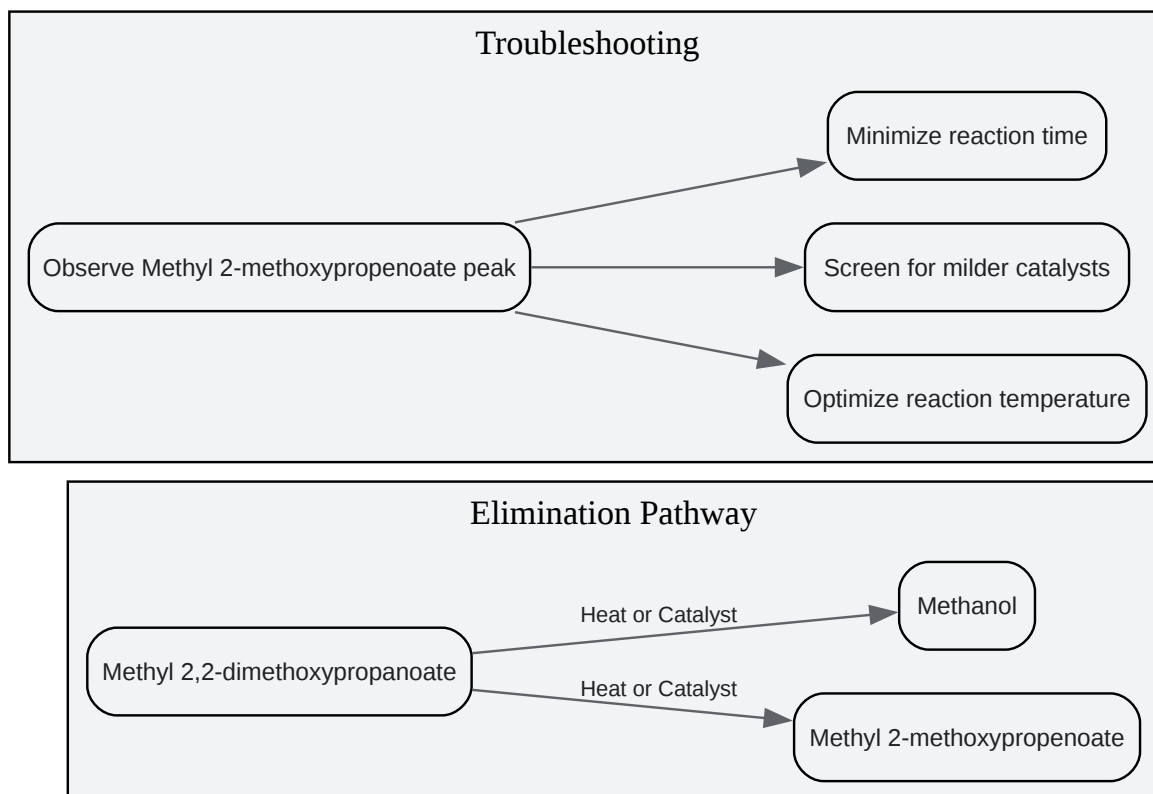 Troubleshooting
Minimize reaction time
Observe Methyl 2-methoxypropenoate peak
Screen for milder catalysts
Optimize reaction temperature
Elimination Pathway
Methanol
Heat or Catalyst
Methyl 2,2-dimethoxypropanoate
Heat or Catalyst
Methyl 2-methoxypropenoate